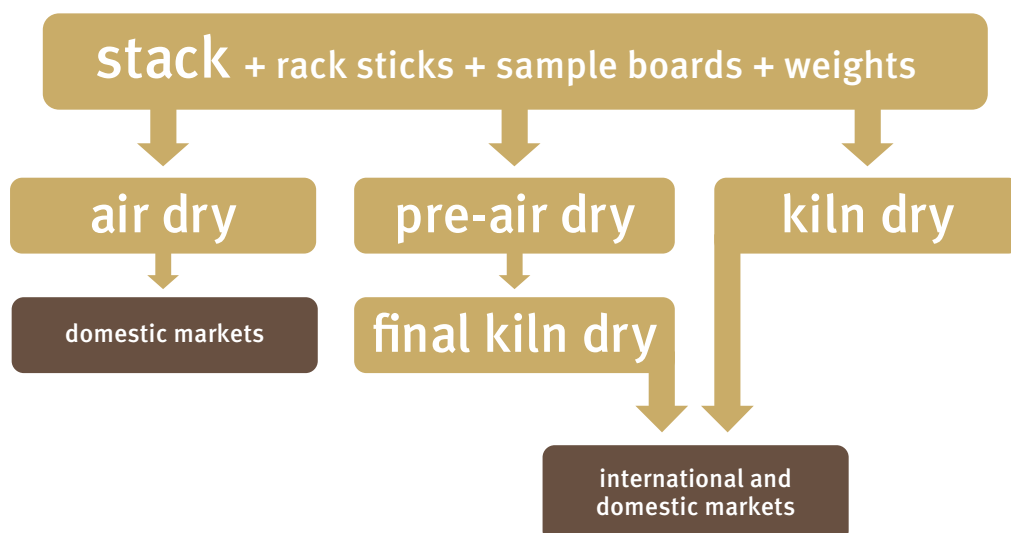 stack + rack sticks + sample boards + weights
air dry
pre-air dry
kiln dry
domestic markets
final kiln dry
international and
domestic markets